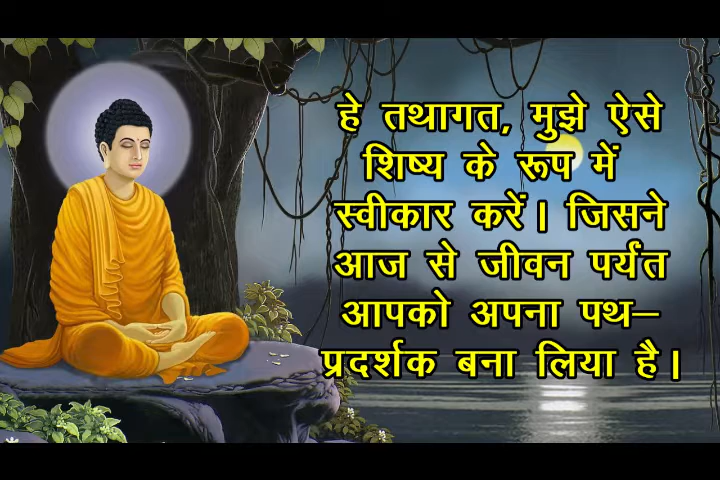 हे तथागत, मुझे ऐसे
शिष्य के रूप में
स्वीकार करें। जिसने
आज से जीवन पर्यंत
आपको अपना पथ–
प्रदर्शक बना लिया है।